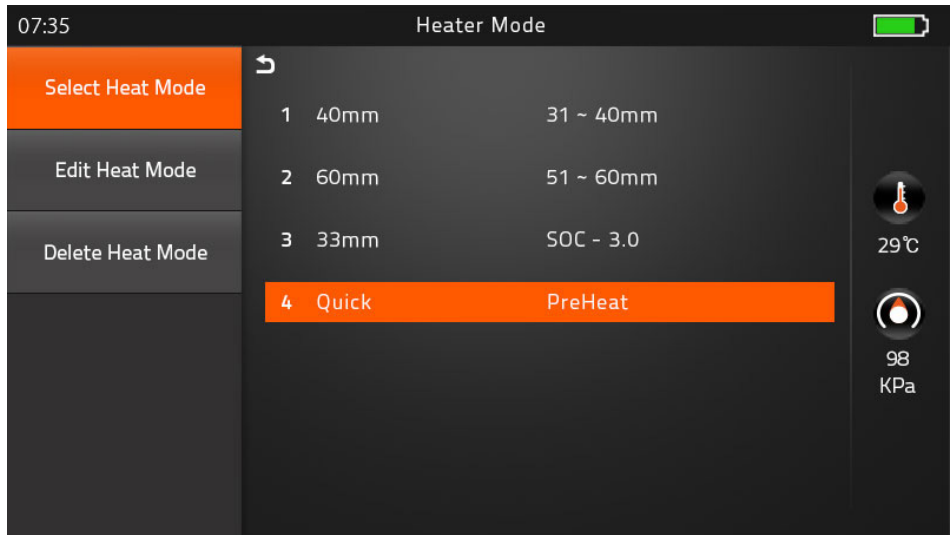 07:35 Heater Mode
Select Heat Mode
Edit Heat Mode
Delete Heat Mode
1 40mm 31 ~ 40mm
2 60mm 51 ~ 60mm
3 33mm SOC - 3.0
4 Quick PreHeat
29℃
98
KPa